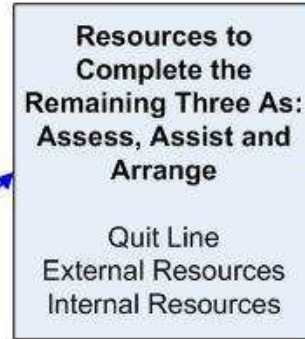 Resources to
Complete the
Remaining Three As:
Assess, Assist and
Arrange
Quit Line
External Resources
Internal Resources